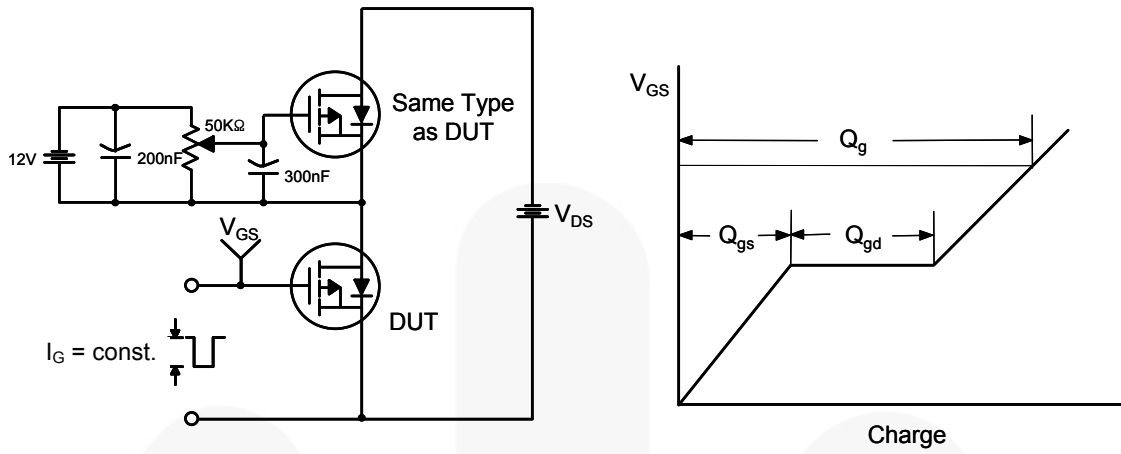 12V
200nF
50KΩ
300nF
Same Type
as DUT
V_GS
DUT
I_G = const.
V_DS
V_GS
Q_g
Q_gs
Q_gd
Charge